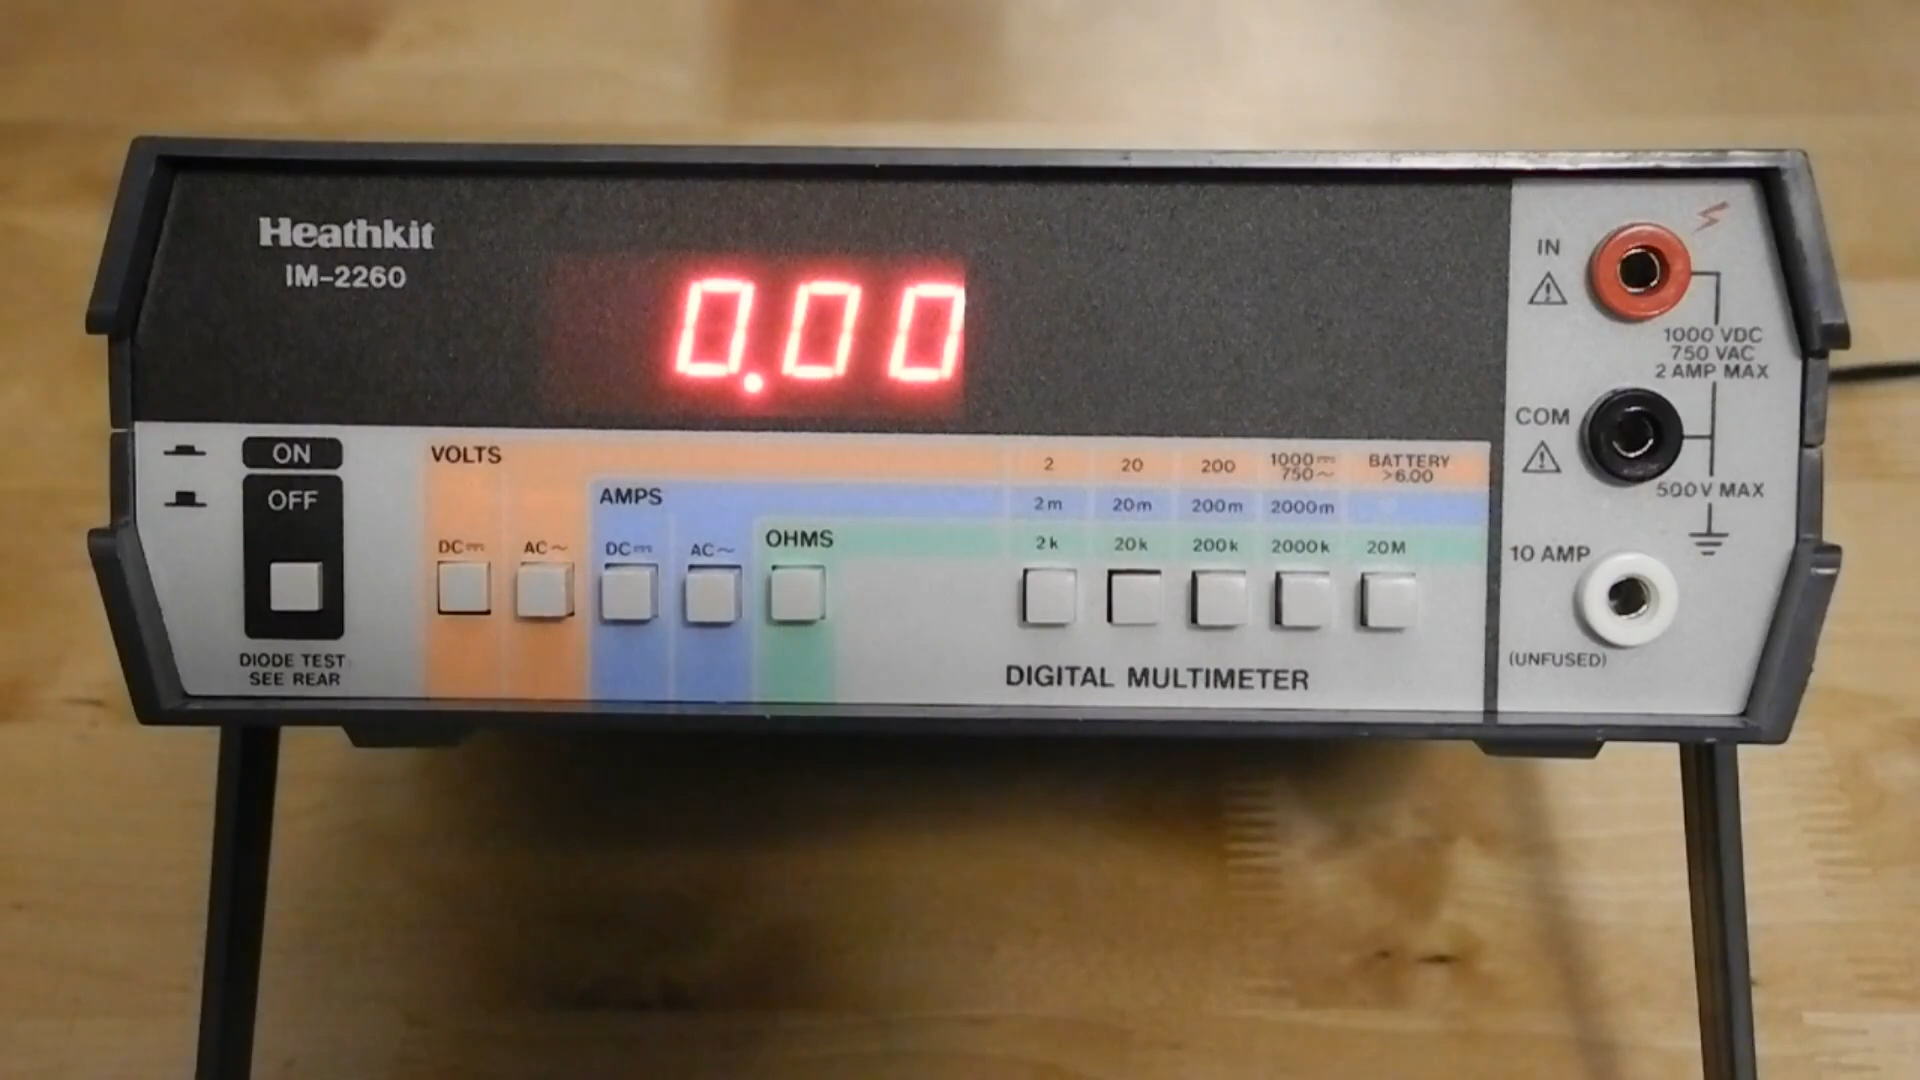 Heathkit
IM-2260
0.00
ON
OFF
DIODE TEST
SEE REAR
VOLTS
DC
AC~
AMPS
DC
AC~
OHMS
2
20
200
1000
750~
BATTERY
>6.00
2m
20m
200m
2000m
2k
20k
200k
2000k
20M
DIGITAL MULTIMETER
IN
1000 VDC
750 VAC
2 AMP MAX
COM
500V MAX
10 AMP
(UNFUSED)